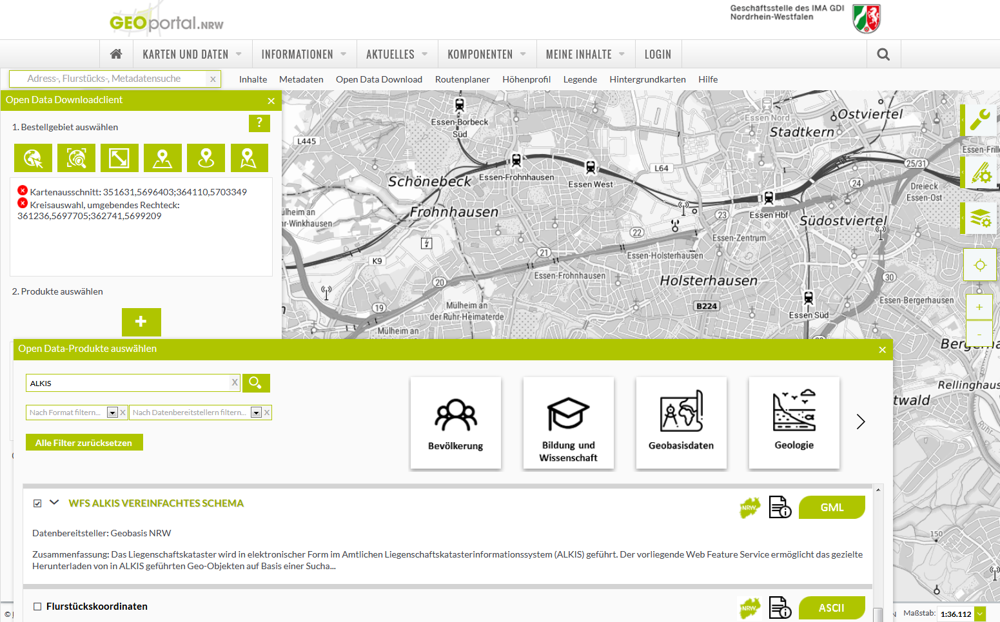 GEOportal.NRW
Geschäftsstelle des IMA GDI
Nordrhein-Westfalen
KARTEN UND DATEN
INFORMATIONEN
AKTUELLES
KOMPONENTEN
MEINE INHALTE
LOGIN
Adress-, Flurstücks-, Metadatensuche
x
Inhalte
Metadaten
Open Data Download
Routenplaner
Höhenprofil
Legende
Hintergrundkarten
Hilfe
Open Data Downloadclient
1. Bestellgebiet auswählen
?
Kartenausschnitt: 351631,5696403;364110,5703349
Kreisauswahl, umgebendes Rechteck:
361236,5697705;362741,5699209
2. Produkte auswählen
+
Essen-Borbeck
Süd
Essen Nord
Ostviertel
Stadtkern
L445
Essen-Frille
Schönebeck
Essen-Frohnhausen
Essen West
L64
25/31
24
Dreieck
Essen-Ost
ülheim an
r-Winkhausen
Frohnhausen
23
Essen Hbf
Südostviertel
22
Essen-Zentrum
21
Essen-Holsterhausen
K9
Essen-Frohnhausen
20
Holsterhausen
30
Essen-Bergerhausen
19
Mülheim an
der Ruhr-Heimaterde
B224
Essen Süd
Mülheim an
+
-
Rellinghaus
twald
Ruhr
150
Open Data-Produkte auswählen
ALKIS
X
Nach Format filtern...
X
Nach Datenbereitstellern filtern...
X
Alle Filter zurücksetzen
Bevölkerung
Bildung und
Wissenschaft
Geobasisdaten
Geologie
WFS ALKIS VEREINFACHTES SCHEMA
NRW
GML
Datenbereitsteller: Geobasis NRW
Zusammenfassung: Das Liegenschaftskataster wird in elektronischer Form im Amtlichen Liegenschaftskatasterinformationssystem (ALKIS) geführt. Der vorliegende Web Feature Service ermöglicht das gezielte
Herunterladen von in ALKIS geführten Geo-Objekten auf Basis einer Sucha...
Flurstückskoordinaten
NRW
ASCII
©
N
Maßstab:
1:36.112